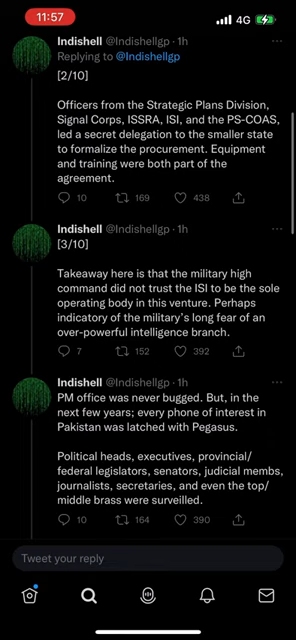 11:57
4G
Indishell @Indishellgp · 1h
Replying to @Indishellgp
[2/10]
Officers from the Strategic Plans Division,
Signal Corps, ISSRA, ISI, and the PS-COAS,
led a secret delegation to the smaller state
to formalize the procurement. Equipment
and training were both part of the
agreement.
10 169 438
Indishell @Indishellgp · 1h
[3/10]
Takeaway here is that the military high
command did not trust the ISI to be the sole
operating body in this venture. Perhaps
indicatory of the military's long fear of an
over-powerful intelligence branch.
7 152 392
Indishell @Indishellgp · 1h
PM office was never bugged. But, in the
next few years; every phone of interest in
Pakistan was latched with Pegasus.
Political heads, executives, provincial/
federal legislators, senators, judicial membs,
journalists, secretaries, and even the top/
middle brass were surveilled.
10 164 390
Tweet your reply